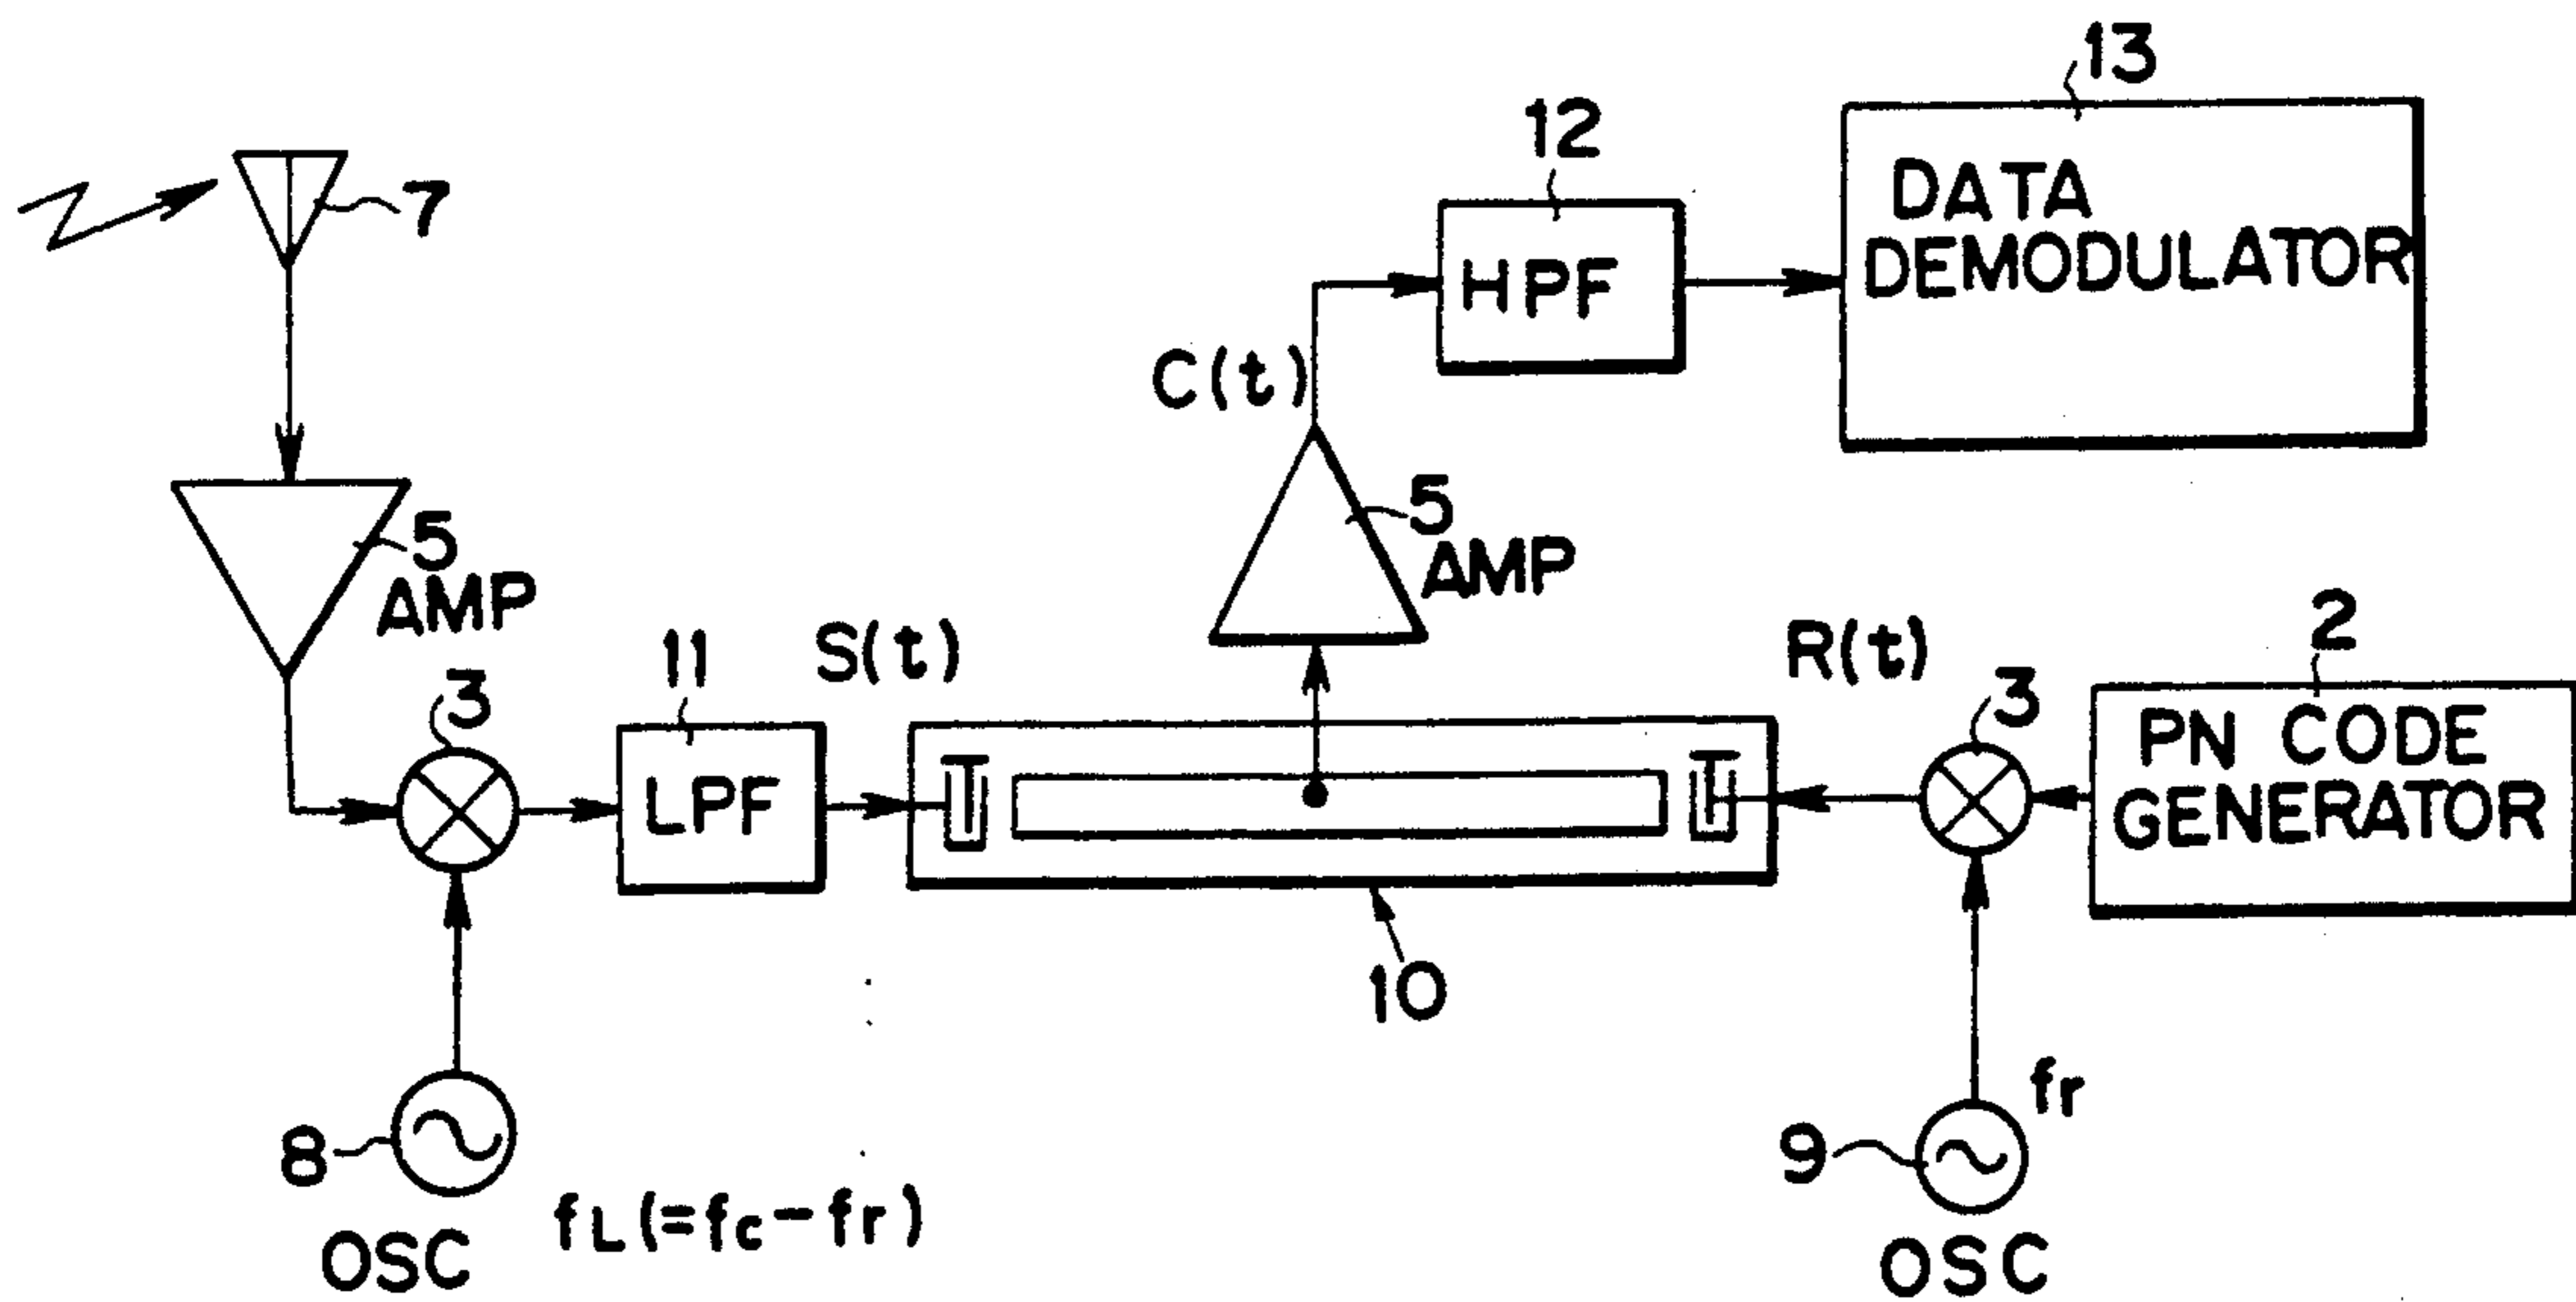 13
12
DATA
DEMODULATOR
7
HPF
C(t)
5
AMP
5
AMP
2
11
S(t)
R(t)
3
3
PN CODE
GENERATOR
LPF
10
fr
8
9
fL(=fc-fr)
OSC
OSC